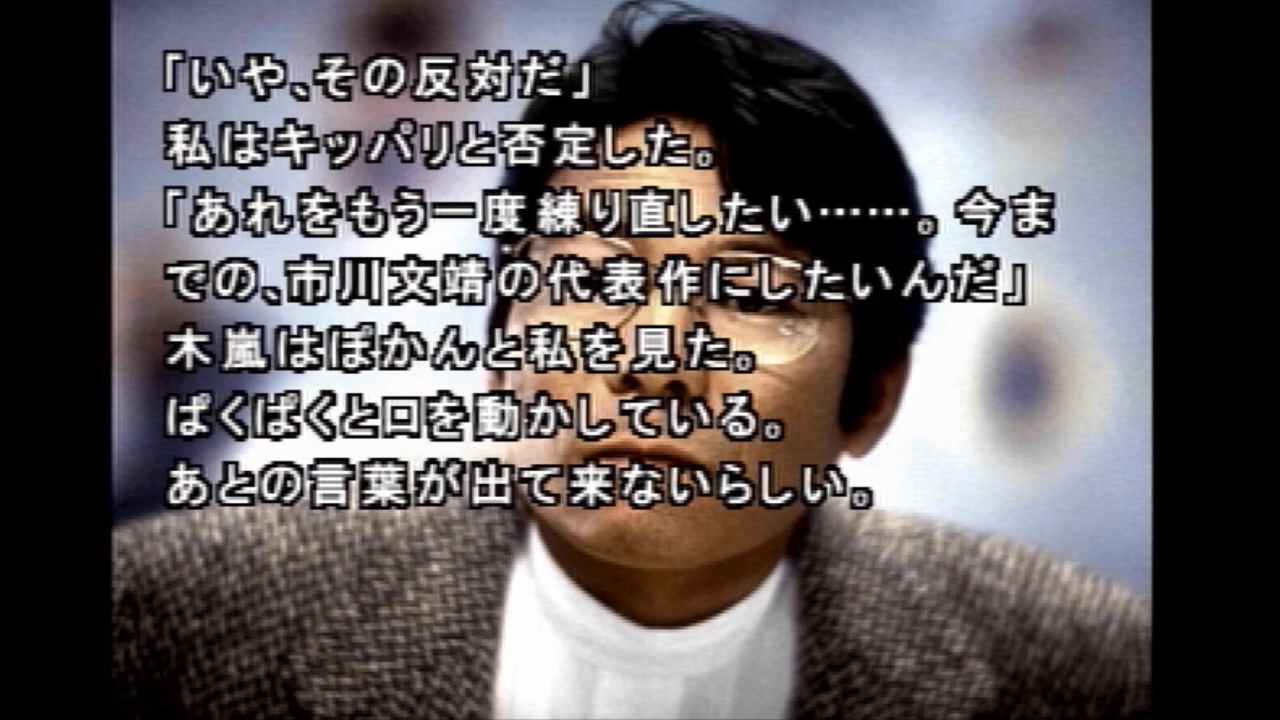 「いや、その反対だ」
私はキッパリと否定した。
「あれをもう一度練り直したい……。今ま
での、市川文靖の代表作にしたいんだ」
木嵐はぽかんと私を見た。
ぱくぱくと口を動かしている。
あとの言葉が出て来ないらしい。